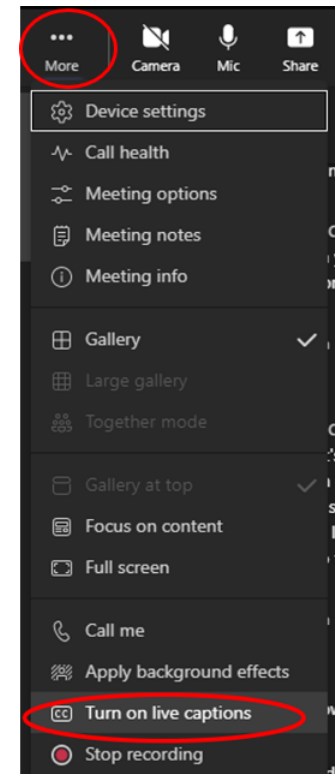 More Camera Mic Share
Device settings
Call health
Meeting options
Meeting notes
Meeting info
Gallery
Large gallery
Together mode
Gallery at top
Focus on content
Full screen
Call me
Apply background effects
CC Turn on live captions
Stop recording